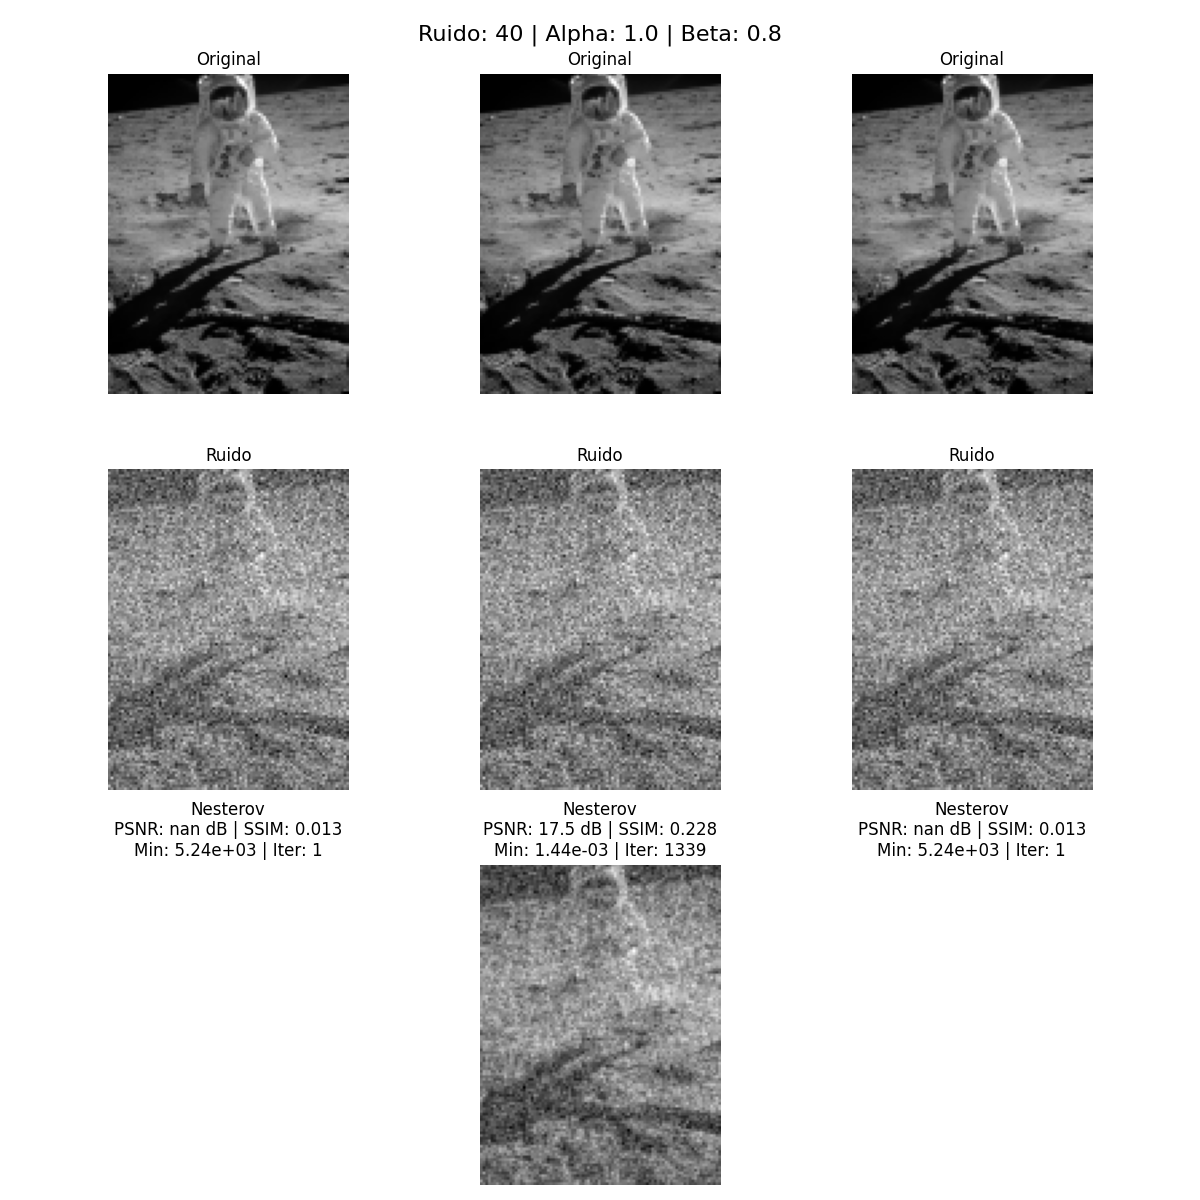 Ruido: 40 | Alpha: 1.0 | Beta: 0.8
Original
Original
Original
Ruido
Ruido
Ruido
Nesterov
PSNR: nan dB | SSIM: 0.013
Min: 5.24e+03 | Iter: 1
Nesterov
PSNR: 17.5 dB | SSIM: 0.228
Min: 1.44e-03 | Iter: 1339
Nesterov
PSNR: nan dB | SSIM: 0.013
Min: 5.24e+03 | Iter: 1